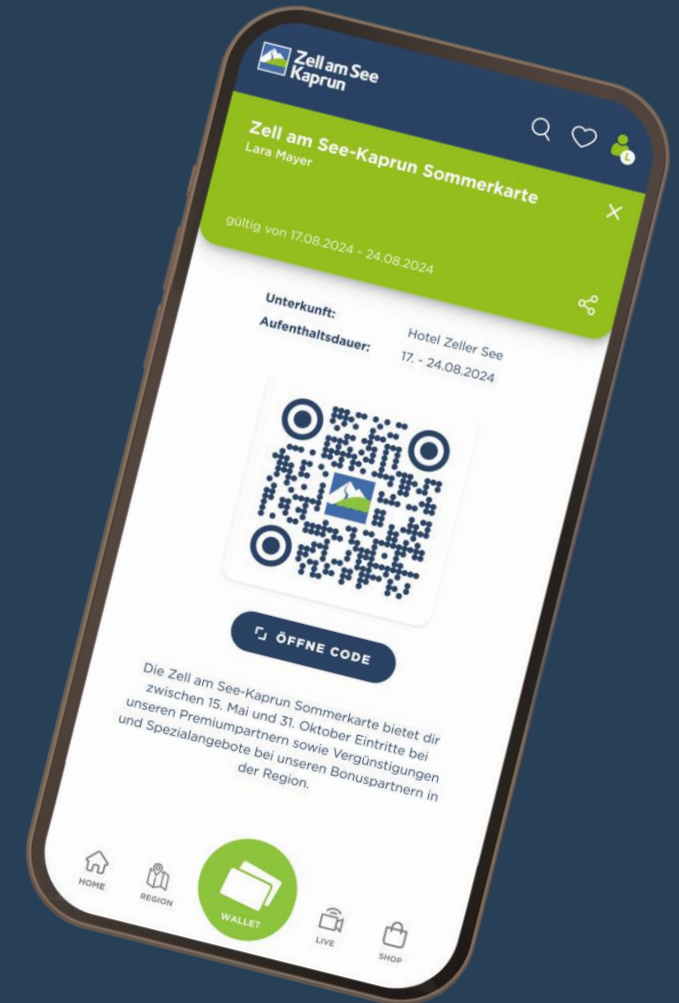 Zell am See
Kaprun
Zell am See-Kaprun Sommerkarte
Lara Mayer
L
gültig von 17.08.2024 - 24.08.2024
Unterkunft: Hotel Zeller See
Aufenthaltsdauer: 17. - 24.08.2024
ÖFFNE CODE
Die Zell am See-Kaprun Sommerkarte bietet dir
zwischen 15. Mai und 31. Oktober Eintritte bei
unseren Premiumpartnern sowie Vergünstigungen
und Spezialangebote bei unseren Bonuspartnern in
der Region.
HOME
REGION
WALLET
LIVE
SHOP